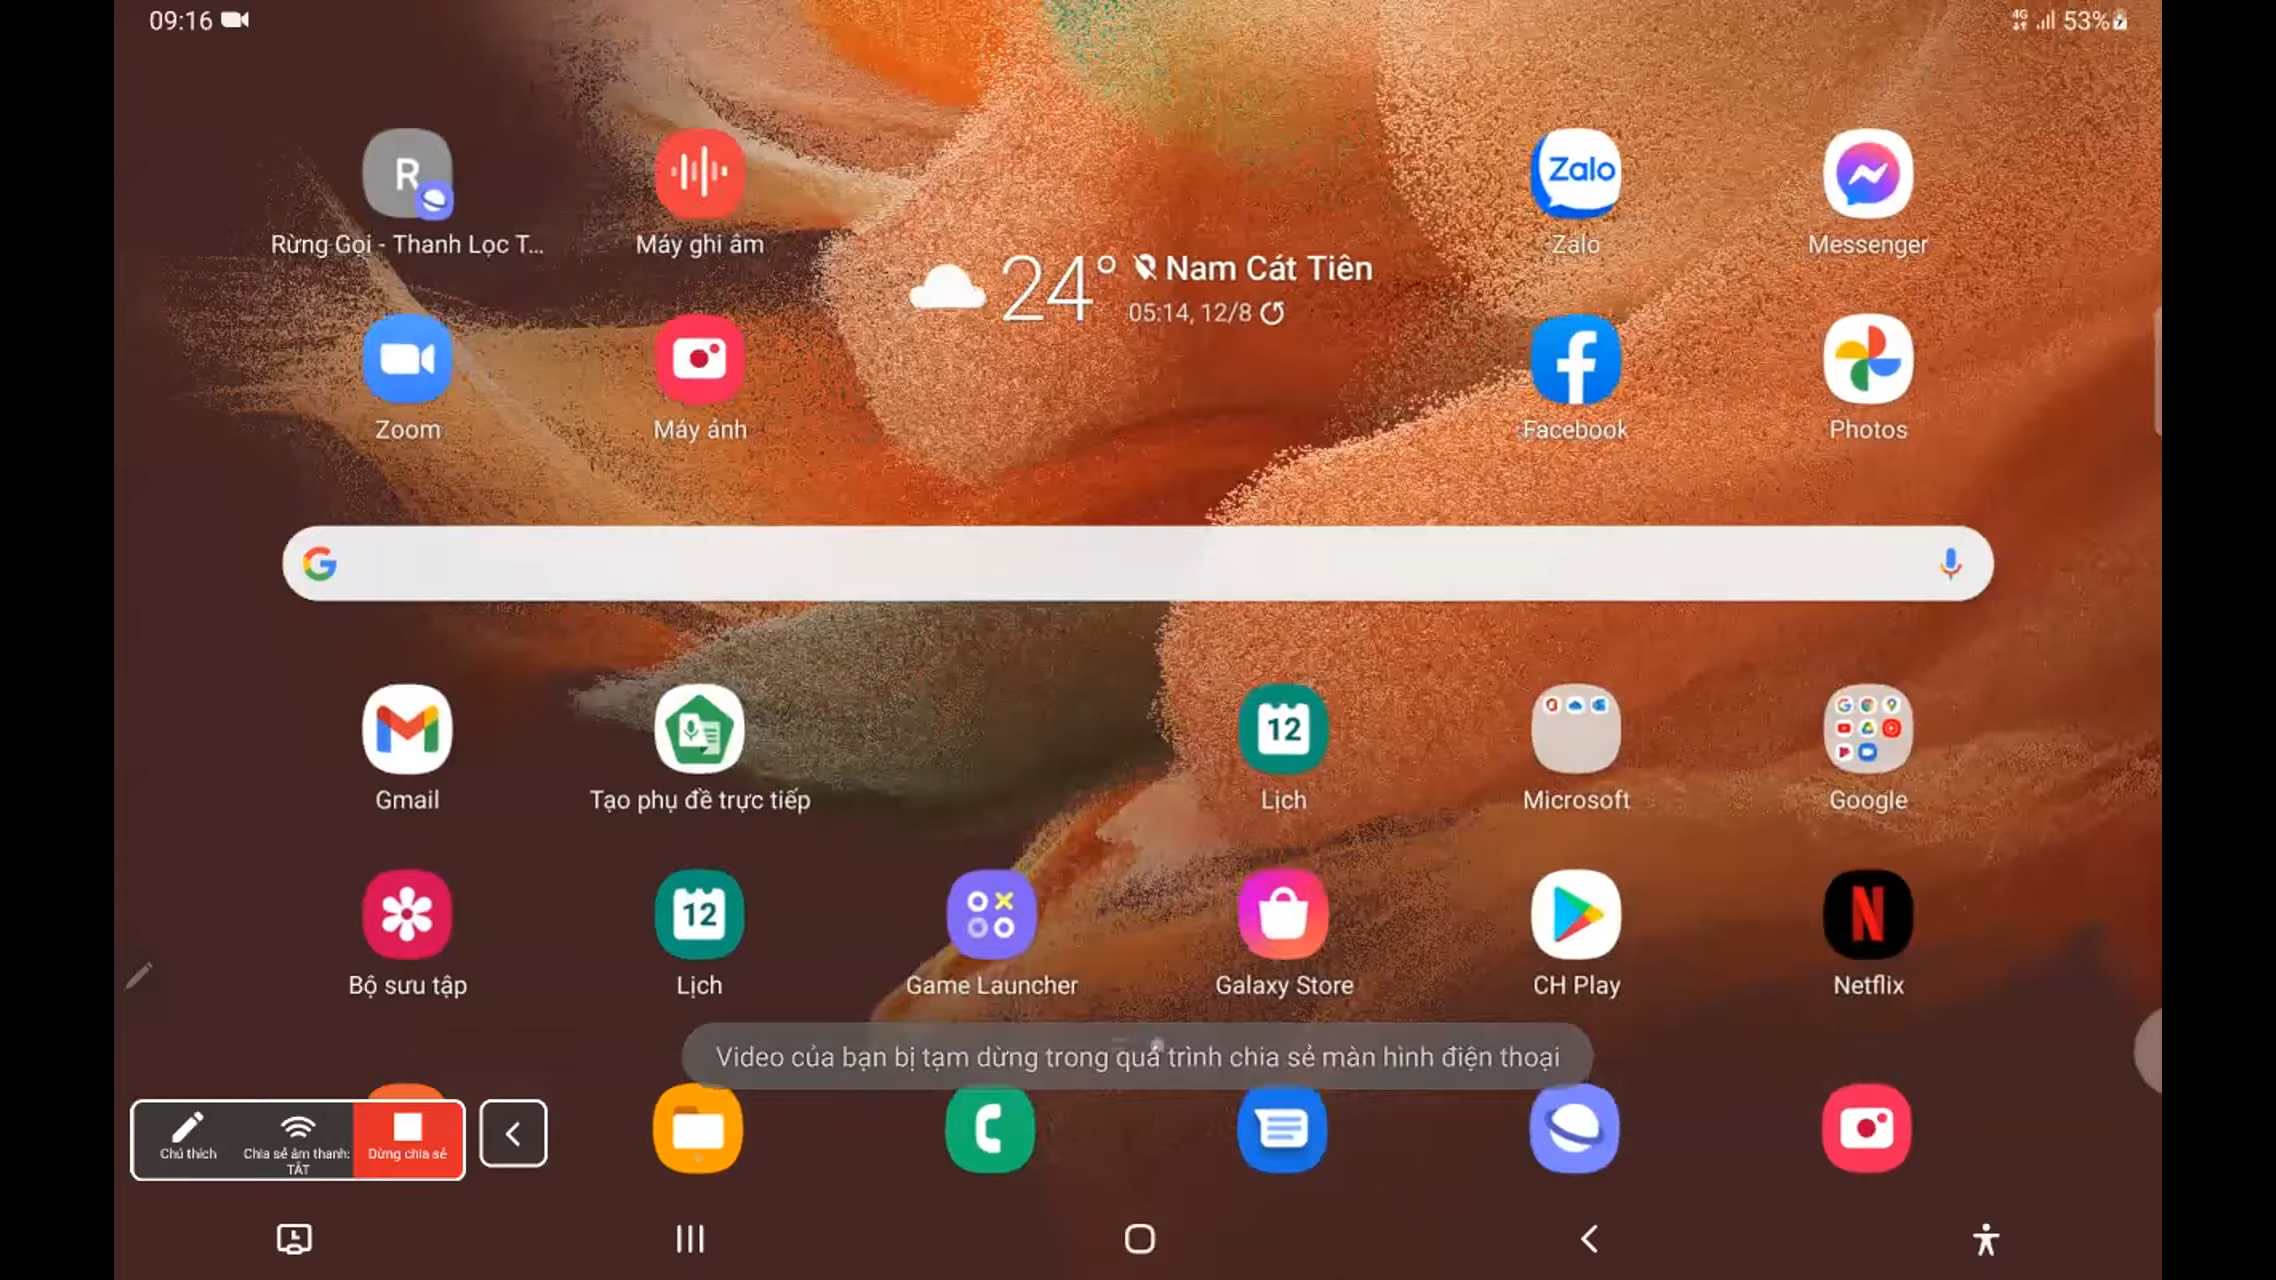 09:16
4G 53%
R
Rừng Gọi - Thanh Lọc T...
Máy ghi âm
Zalo
Zalo
Messenger
24° Nam Cát Tiên
05:14, 12/8
Zoom
Máy ảnh
Facebook
Photos
Gmail
Tạo phụ đề trực tiếp
12
Lịch
Microsoft
Google
Bộ sưu tập
12
Lịch
Game Launcher
Galaxy Store
CH Play
Netflix
Video của bạn bị tạm dừng trong quá trình chia sẻ màn hình điện thoại
Chú thích
Chia sẻ âm thanh:
TẮT
Dừng chia sẻ